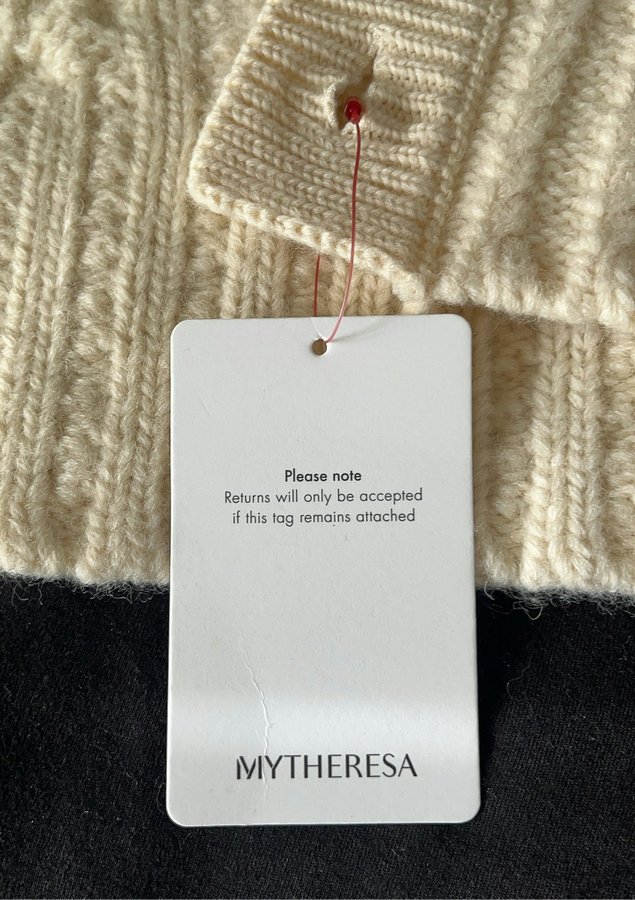 Please note
Returns will only be accepted
if this tag remains attached
MYTHERESA